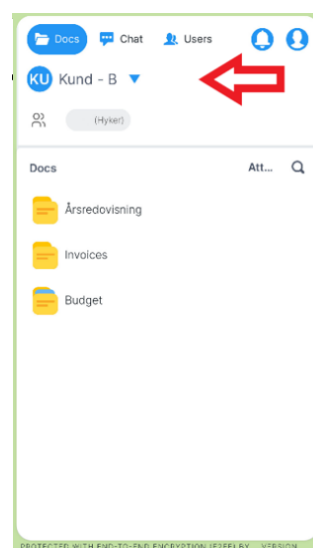 Docs Chat Users
KU Kund - B
(Hyker)
Docs Att...
Årsredovisning
Invoices
Budget
PROTECTED WITH END-TO-END ENCRYPTION (E2EE) BY VERSION